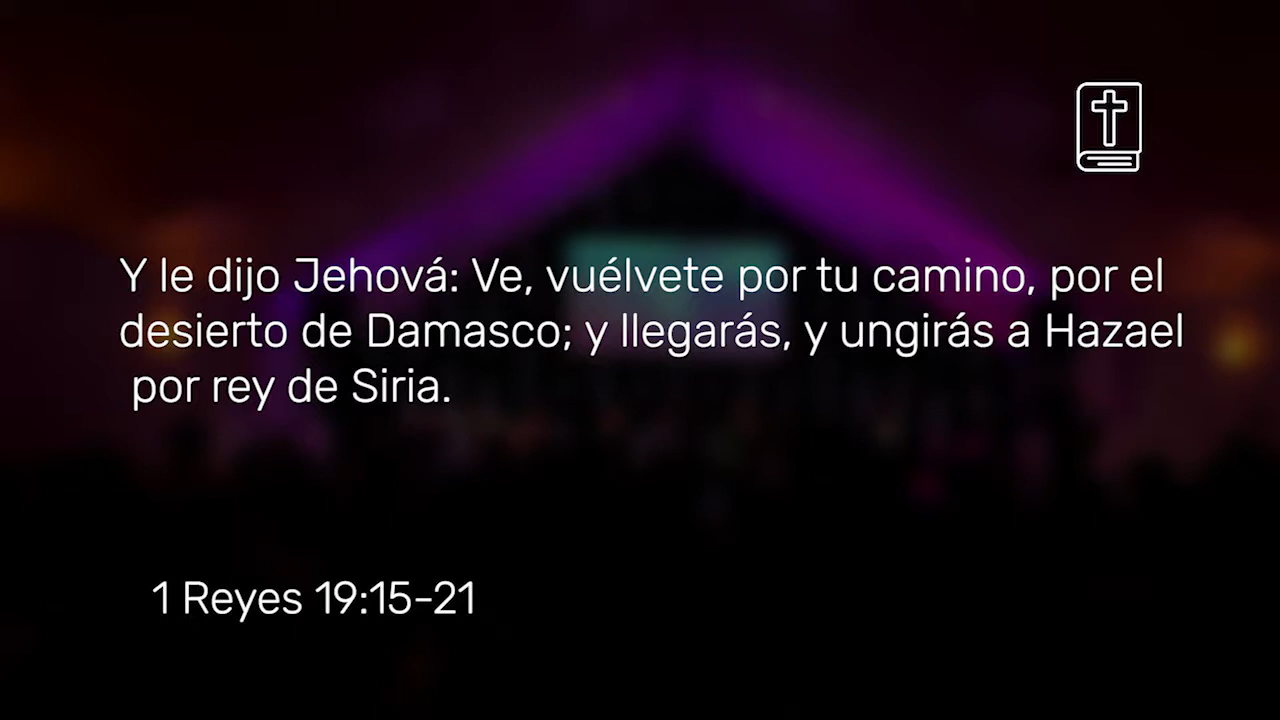 Y le dijo Jehová: Ve, vuélvete por tu camino, por el
desierto de Damasco; y llegarás, y ungirás a Hazael
por rey de Siria.
1 Reyes 19:15-21